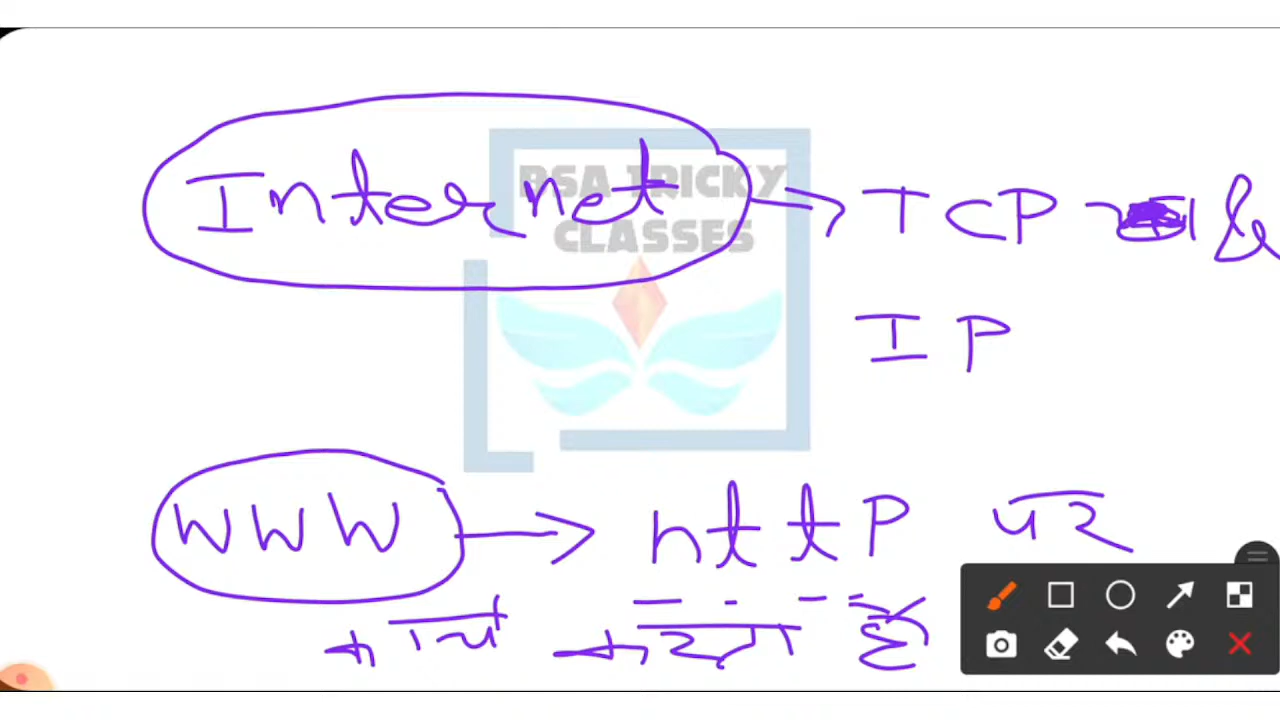 Internet → TCP &
RSA TRICKY
CLASSES
IP
WWW → http पर
काम करता है